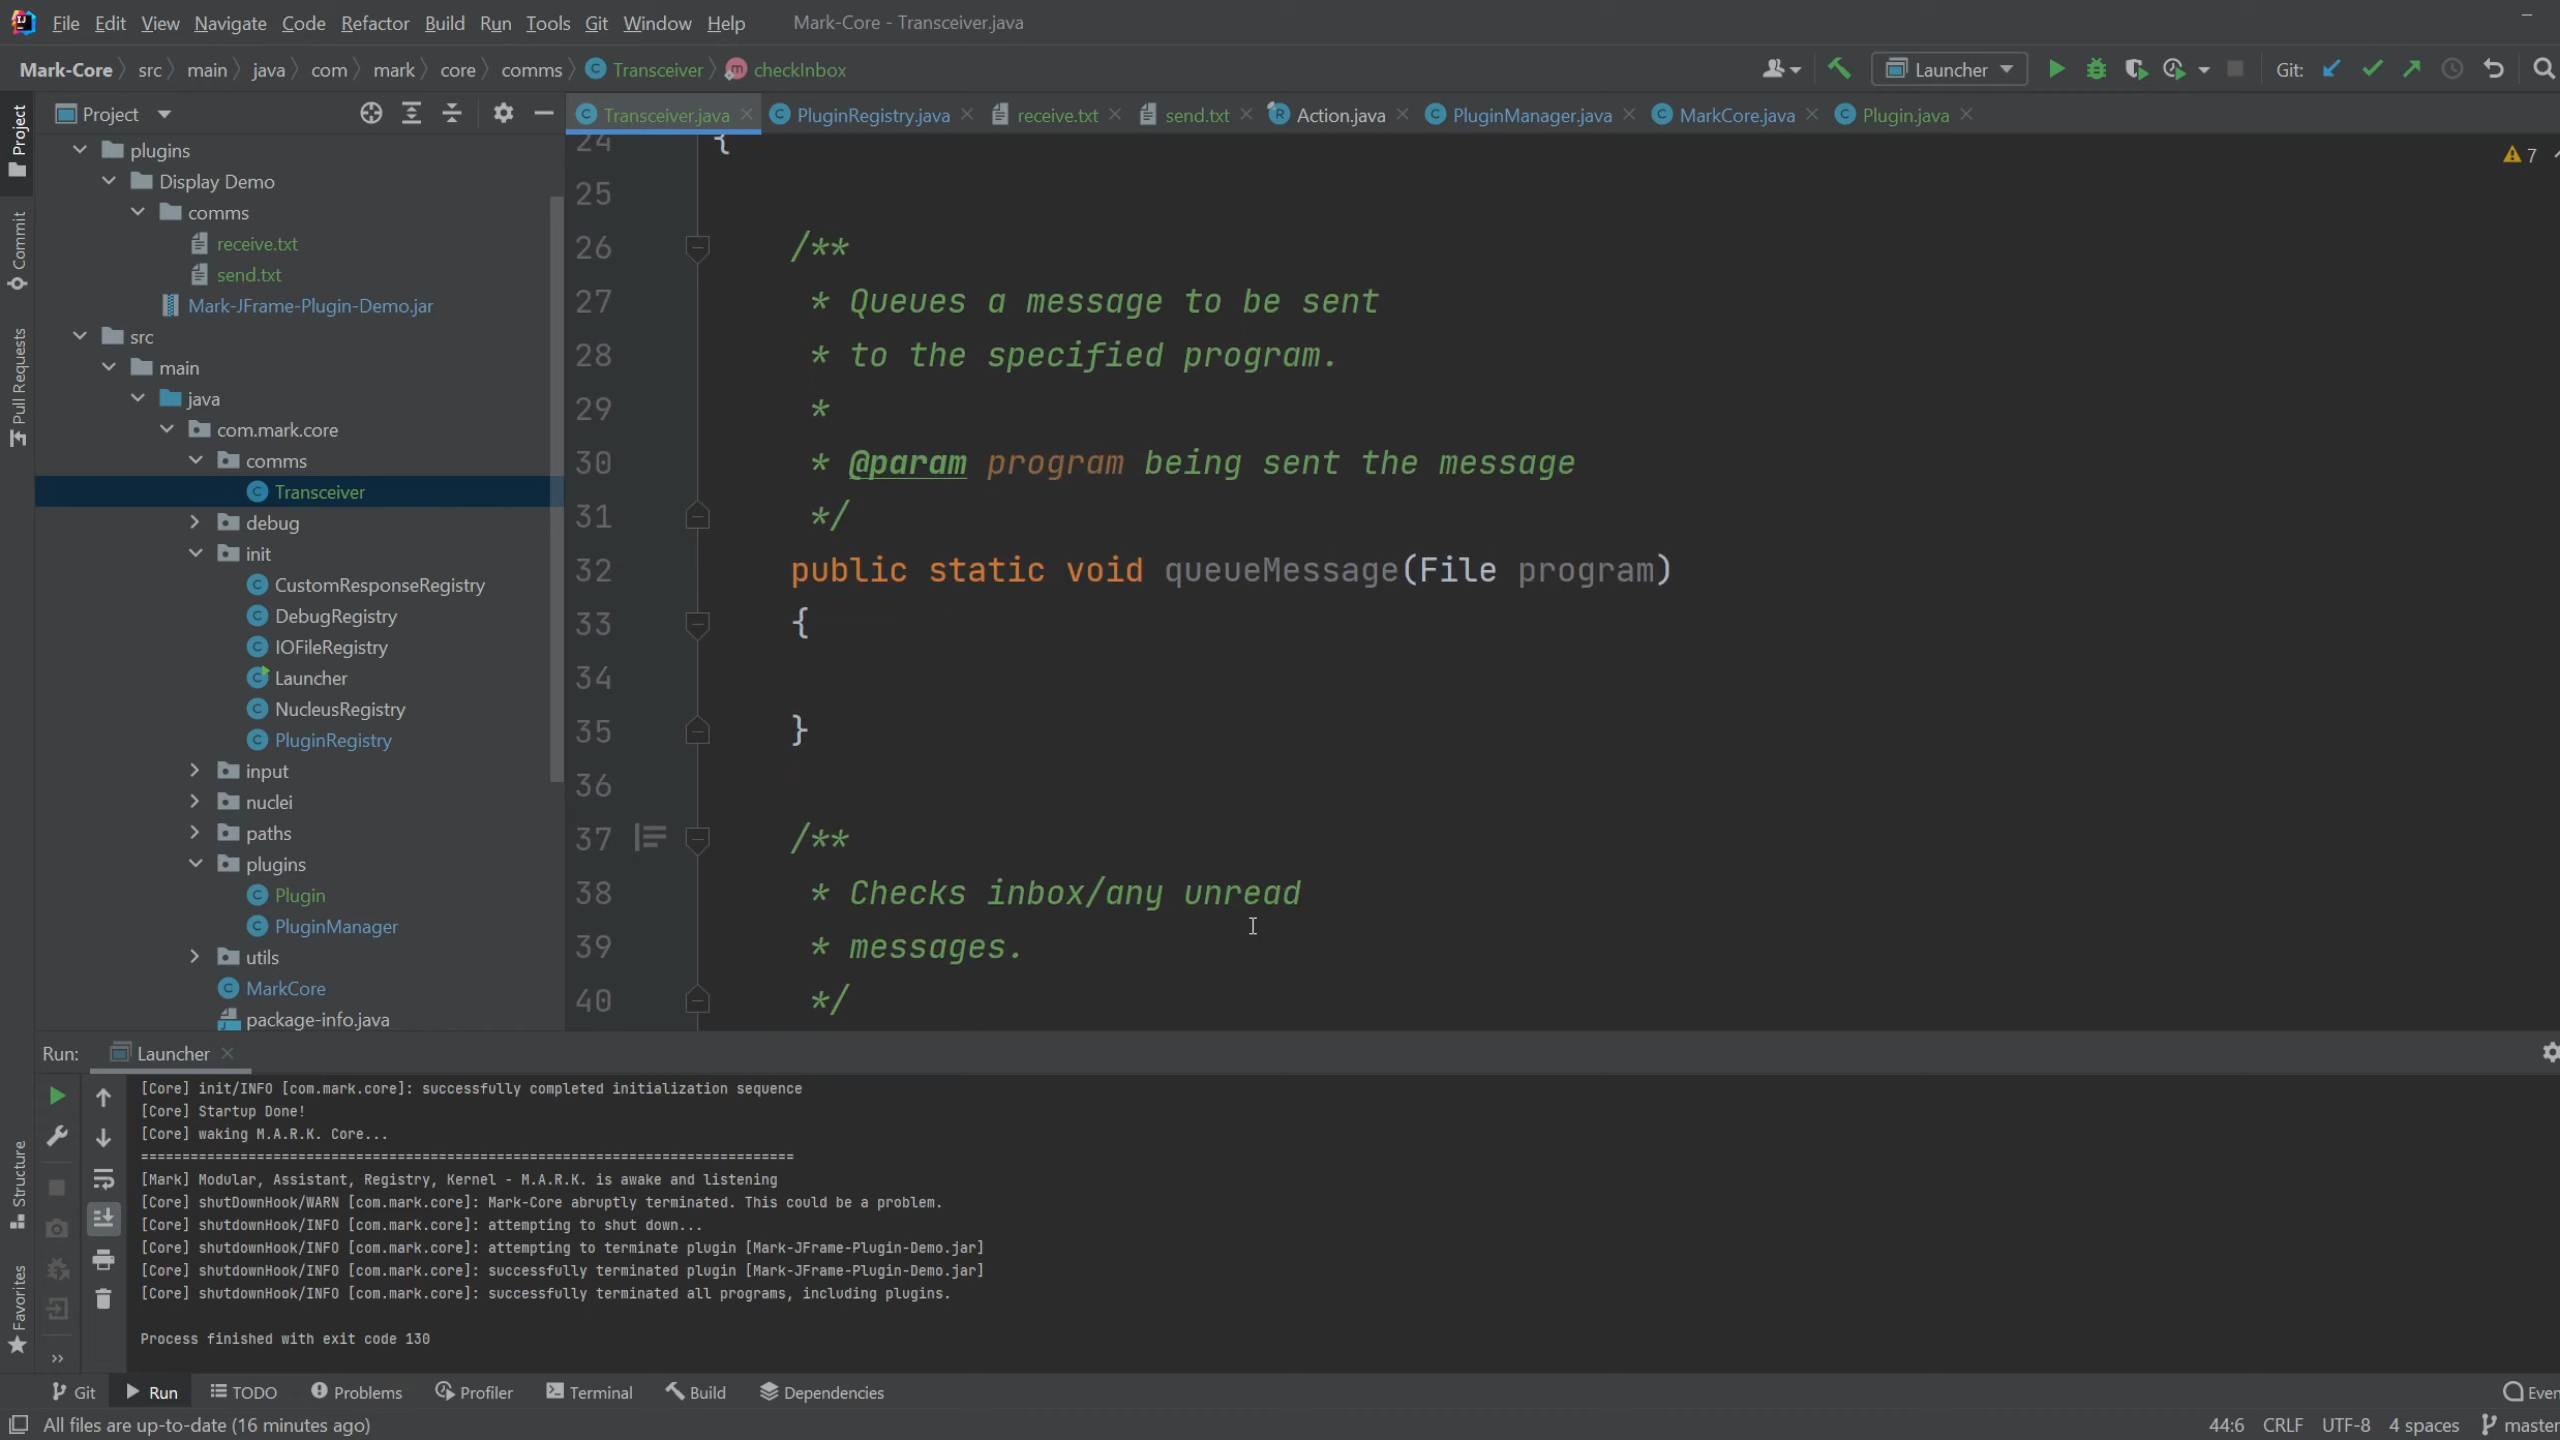 File Edit View Navigate Code Refactor Build Run Tools Git Window Help Mark-Core - Transceiver.java
Mark-Core src main java com mark core comms Transceiver checkInbox Launcher Git:
Project
Transceiver.java PluginRegistry.java receive.txt send.txt Action.java PluginManager.java MarkCore.java Plugin.java
Project
Commit
Pull Requests
Structure
Favorites
plugins
Display Demo
comms
receive.txt
send.txt
Mark-JFrame-Plugin-Demo.jar
src
main
java
com.mark.core
comms
Transceiver
debug
init
CustomResponseRegistry
DebugRegistry
IOFileRegistry
Launcher
NucleusRegistry
PluginRegistry
input
nuclei
paths
plugins
Plugin
PluginManager
utils
MarkCore
package-info.java
7
24 {
25
26 /**
27 * Queues a message to be sent
28 * to the specified program.
29 *
30 * @param program being sent the message
31 */
32 public static void queueMessage(File program)
33 {
34
35 }
36
37 /**
38 * Checks inbox/any unread
39 * messages.
40 */
Run: Launcher
[Core] init/INFO [com.mark.core]: successfully completed initialization sequence
[Core] Startup Done!
[Core] waking M.A.R.K. Core...
===============================================================================
[Mark] Modular, Assistant, Registry, Kernel - M.A.R.K. is awake and listening
[Core] shutDownHook/WARN [com.mark.core]: Mark-Core abruptly terminated. This could be a problem.
[Core] shutdownHook/INFO [com.mark.core]: attempting to shut down...
[Core] shutdownHook/INFO [com.mark.core]: attempting to terminate plugin [Mark-JFrame-Plugin-Demo.jar]
[Core] shutdownHook/INFO [com.mark.core]: successfully terminated plugin [Mark-JFrame-Plugin-Demo.jar]
[Core] shutdownHook/INFO [com.mark.core]: successfully terminated all programs, including plugins.
Process finished with exit code 130
Git Run TODO Problems Profiler Terminal Build Dependencies Even
All files are up-to-date (16 minutes ago) 44:6 CRLF UTF-8 4 spaces master